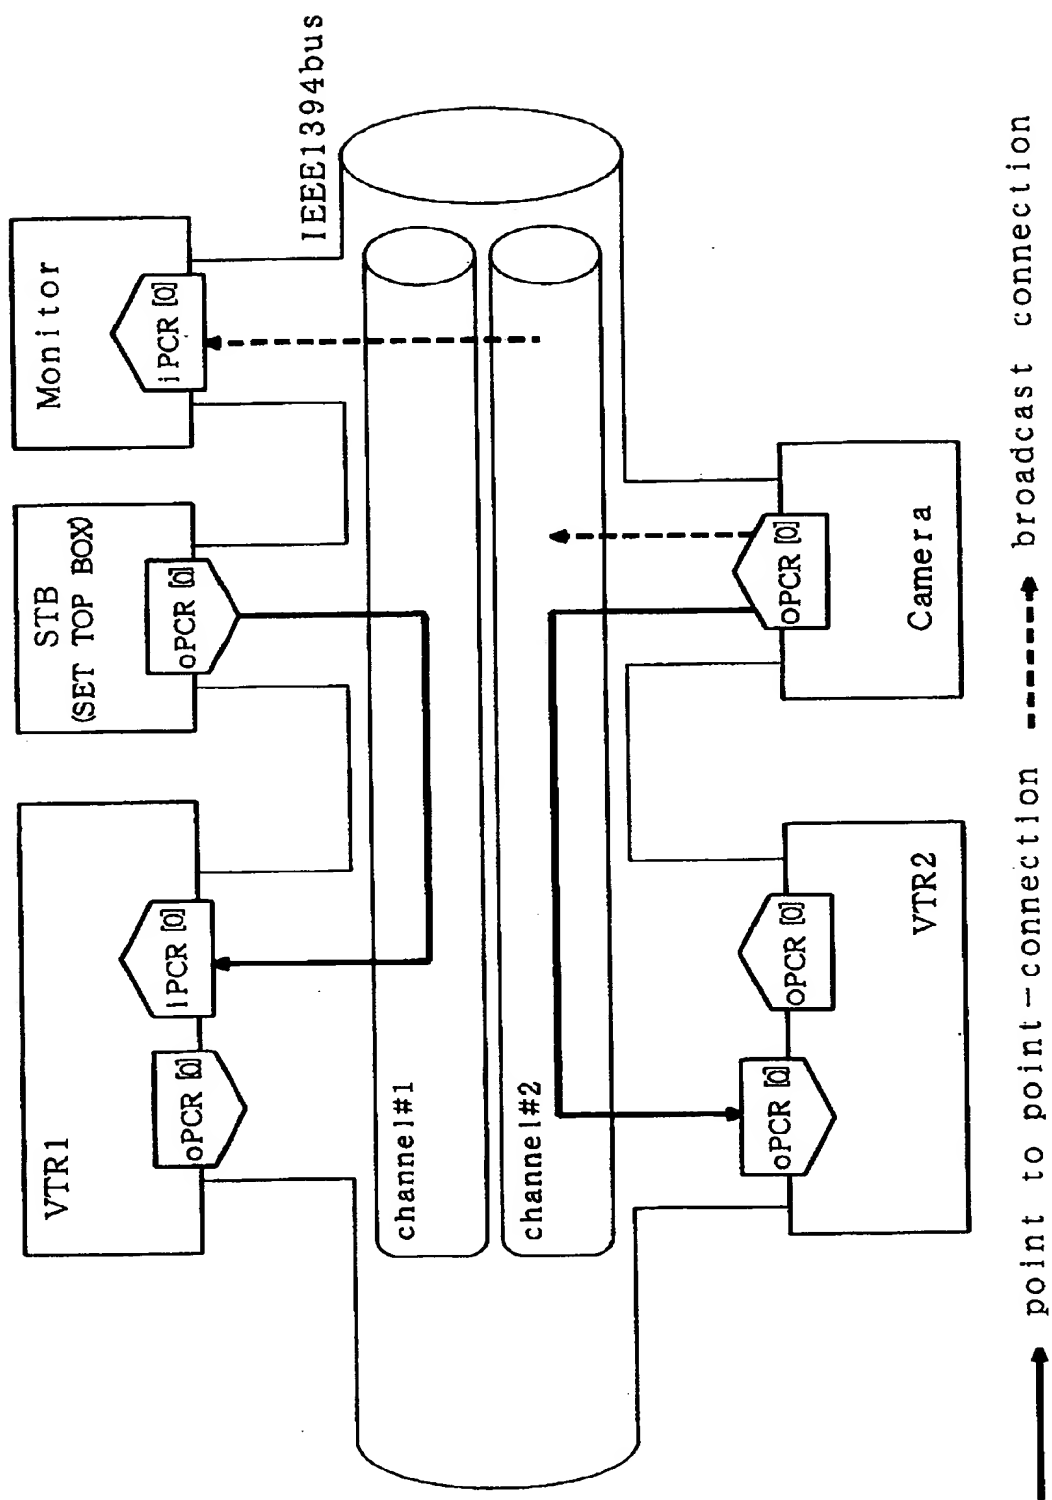 VTR1
oPCR [0]
iPCR [0]
STB
(SET TOP BOX)
oPCR [0]
Monitor
iPCR [0]
IEEE1394bus
channel#1
channel#2
oPCR [0]
oPCR [0]
VTR2
oPCR [0]
Camera
point to point-connection
broadcast connection